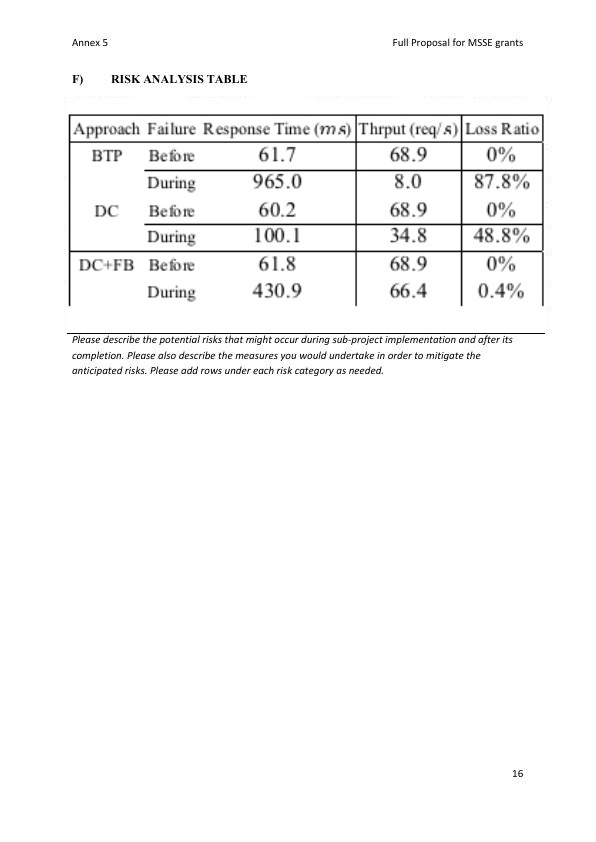 Annex 5 Full Proposal for MSSE grants
F) RISK ANALYSIS TABLE
Approach Failure Response Time (ms) Thrput (req/s) Loss Ratio
BTP Before 61.7 68.9 0%
During 965.0 8.0 87.8%
DC Before 60.2 68.9 0%
During 100.1 34.8 48.8%
DC+FB Before 61.8 68.9 0%
During 430.9 66.4 0.4%
Please describe the potential risks that might occur during sub-project implementation and after its
completion. Please also describe the measures you would undertake in order to mitigate the
anticipated risks. Please add rows under each risk category as needed.
16